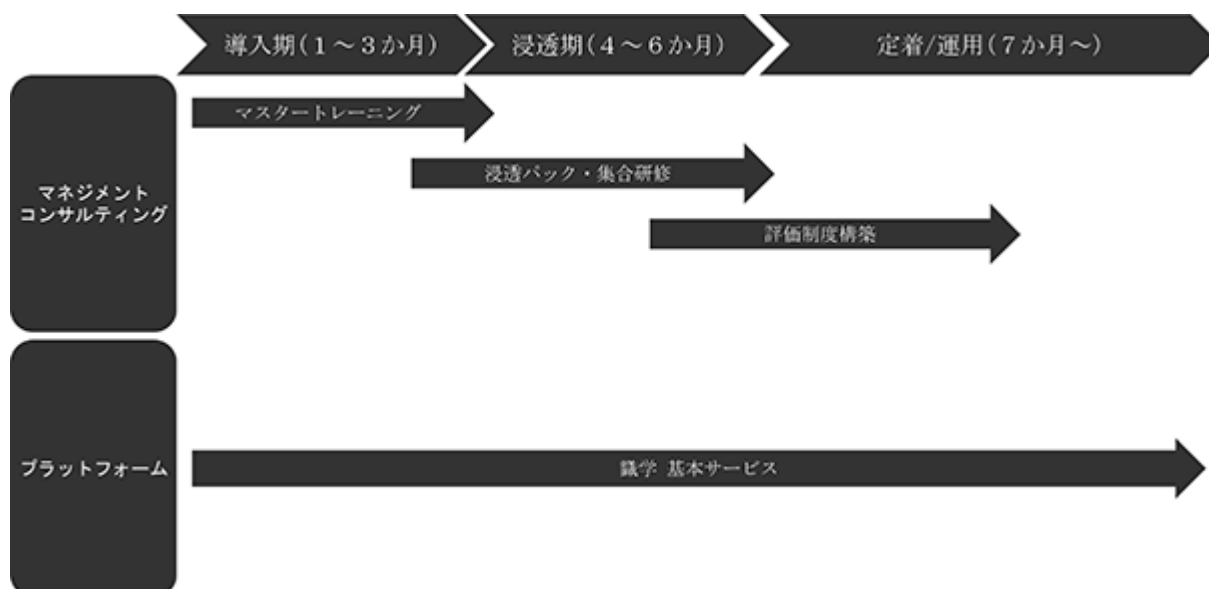 導入期(1～3か月)
浸透期(4～6か月)
定着/運用(7か月～)
マネジメント
コンサルティング
マスタートレーニング
浸透パック・集合研修
評価制度構築
プラットフォーム
識学 基本サービス